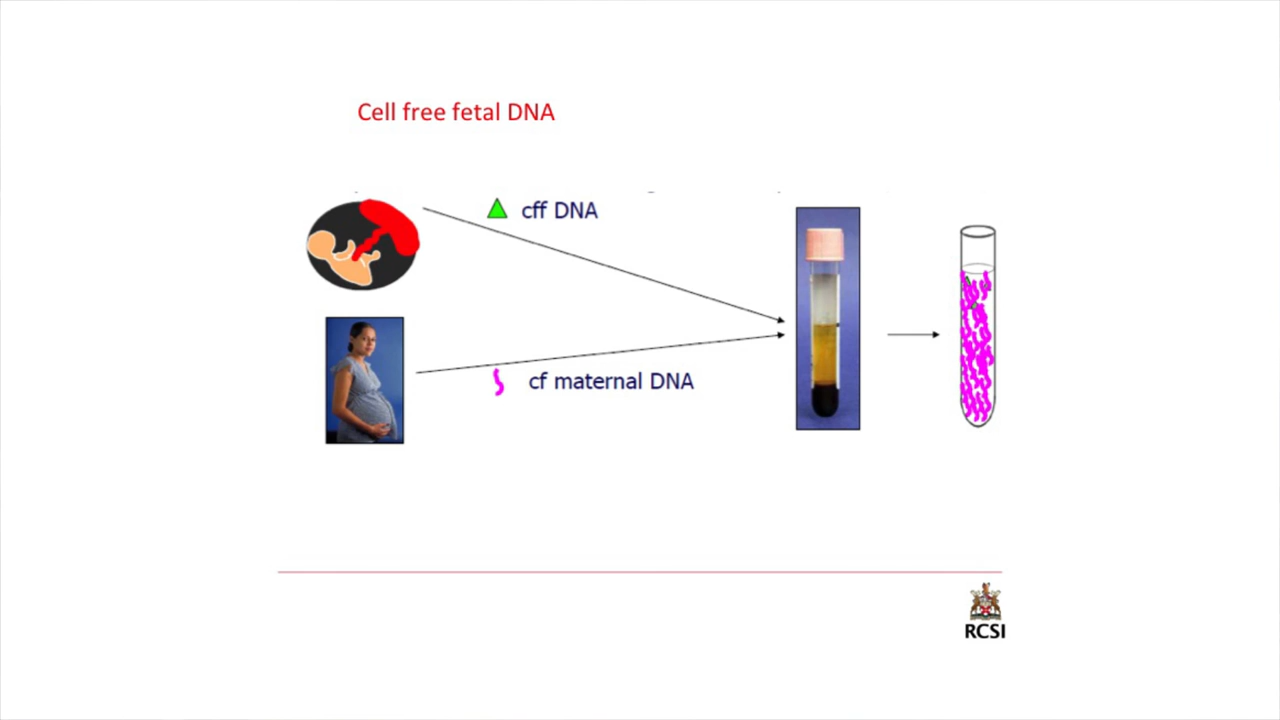 Cell free fetal DNA
cff DNA
cf maternal DNA
RCSI